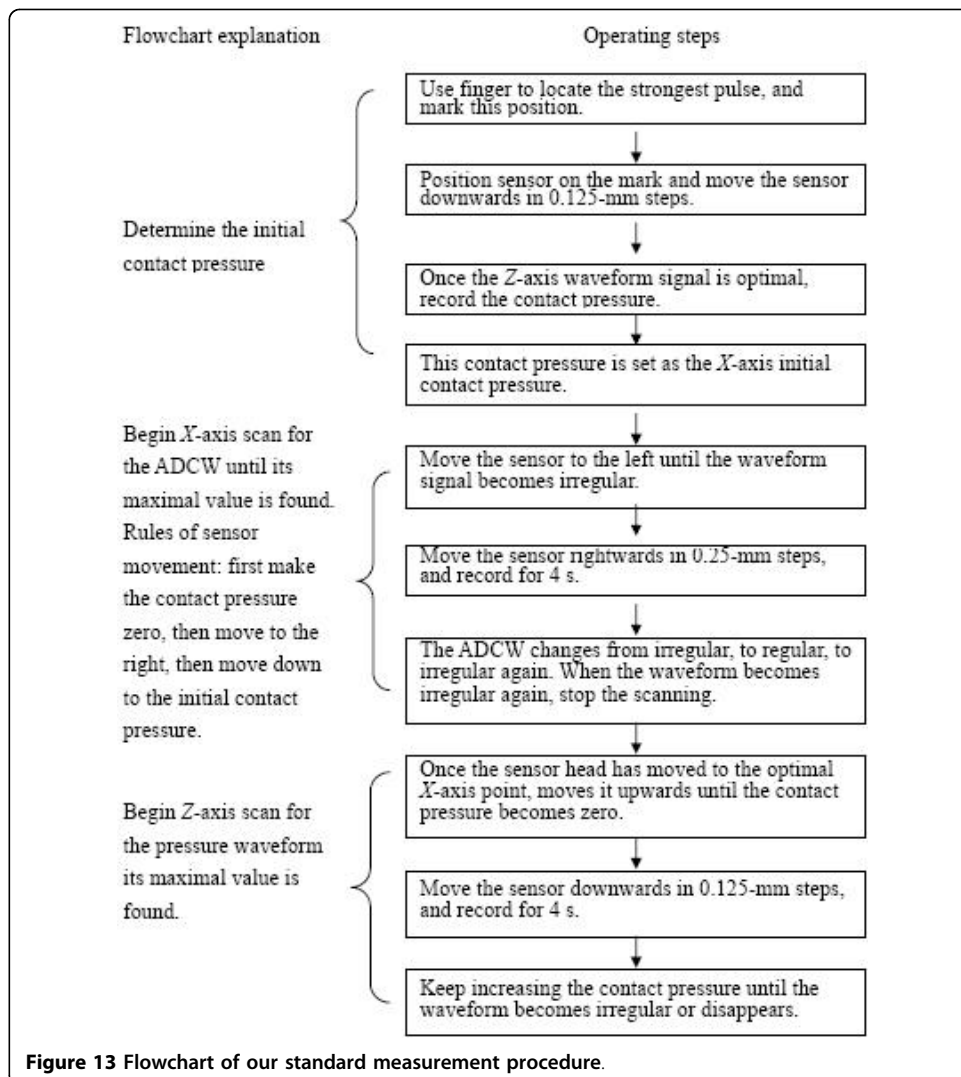 Flowchart explanation
Operating steps
Use finger to locate the strongest pulse, and
mark this position.
Position sensor on the mark and move the sensor
downwards in 0.125-mm steps.
Determine the initial
contact pressure
Once the Z-axis waveform signal is optimal,
record the contact pressure.
This contact pressure is set as the X-axis initial
contact pressure.
Begin X-axis scan for
the ADCW until its
maximal value is found.
Rules of sensor
movement: first make
the contact pressure
zero, then move to the
right, then move down
to the initial contact
pressure.
Move the sensor to the left until the waveform
signal becomes irregular.
Move the sensor rightwards in 0.25-mm steps,
and record for 4 s.
The ADCW changes from irregular, to regular, to
irregular again. When the waveform becomes
irregular again, stop the scanning.
Begin Z-axis scan for
the pressure waveform
its maximal value is
found.
Once the sensor head has moved to the optimal
X-axis point, moves it upwards until the contact
pressure becomes zero.
Move the sensor downwards in 0.125-mm steps,
and record for 4 s.
Keep increasing the contact pressure until the
waveform becomes irregular or disappears.
Figure 13 Flowchart of our standard measurement procedure.